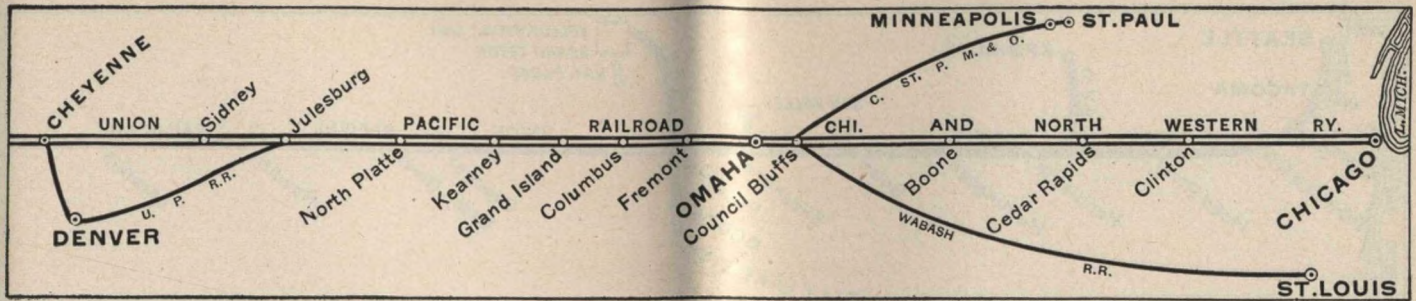 MINNEAPOLIS ST.PAUL
C. ST. P. M. & O.
L. MICH.
CHEYENNE
Sidney
Julesburg
UNION PACIFIC RAILROAD
CHI. AND NORTH WESTERN RY.
North Platte
Kearney
Grand Island
Columbus
Fremont
OMAHA
Council Bluffs
Boone
Cedar Rapids
Clinton
CHICAGO
U. P. R.R.
DENVER
WABASH R.R.
ST.LOUIS